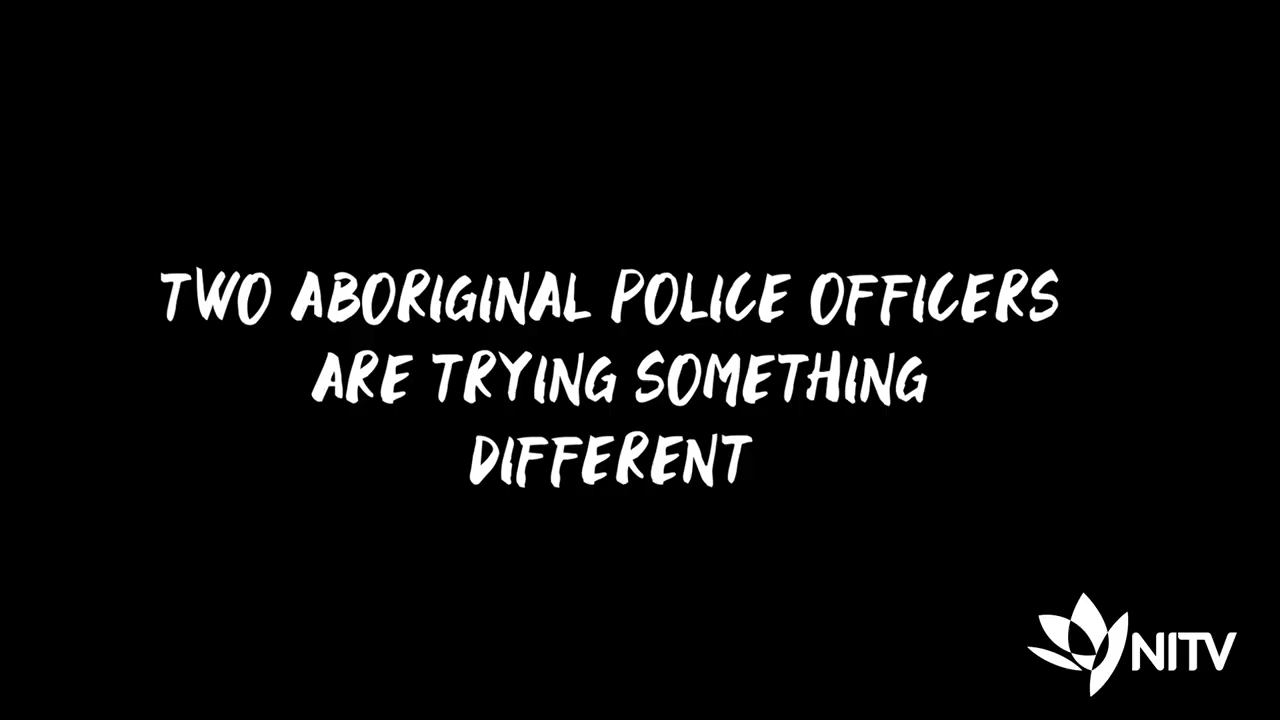 TWO ABORIGINAL POLICE OFFICERS
ARE TRYING SOMETHING
DIFFERENT
NITV